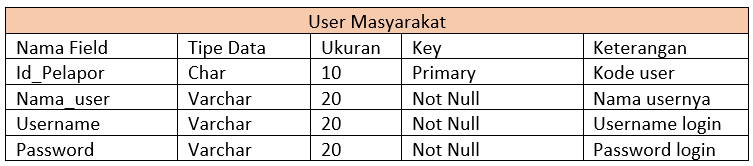 User Masyarakat
Nama Field Tipe Data Ukuran Key Keterangan
Id_Pelapor Char 10 Primary Kode user
Nama_user Varchar 20 Not Null Nama usernya
Username Varchar 20 Not Null Username login
Password Varchar 20 Not Null Password login